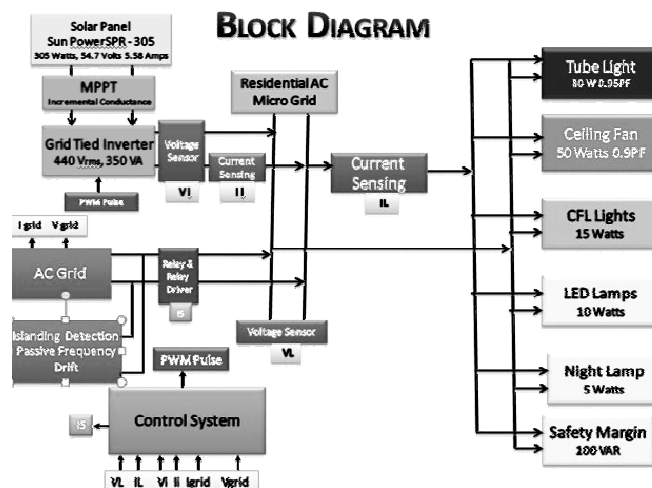 BLOCK DIAGRAM
Solar Panel
Sun PowerSPR - 305
305 Watts, 54.7 Volts 5.58 Amps
MPPT
Incremental Conductance
Grid Tied Inverter
440 Vrms, 350 VA
PWM Pulse
Voltage
Sensor
Vi
Current
Sensing
Ii
Residential AC
Micro Grid
Current
Sensing
IL
Tube Light
80 W 0.95PF
Ceiling Fan
50 Watts 0.9PF
CFL Lights
15 Watts
LED Lamps
10 Watts
Night Lamp
5 Watts
Safety Margin
100 VAR
I grid V grid
AC Grid
Relay &
Relay
Driver
IS
Islanding Detection
Passive Frequency
Drift
Voltage Sensor
VL
PWM Pulse
Control System
IS
VL IL Vi Ii Igrid Vgrid